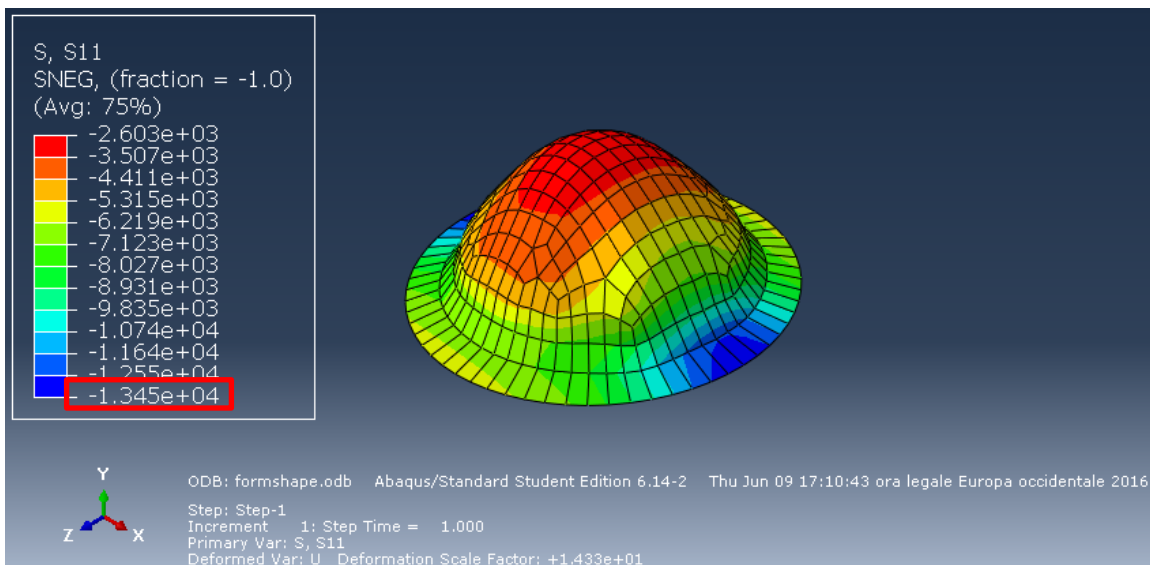 S, S11
SNEG, (fraction = -1.0)
(Avg: 75%)
-2.603e+03
-3.507e+03
-4.411e+03
-5.315e+03
-6.219e+03
-7.123e+03
-8.027e+03
-8.931e+03
-9.835e+03
-1.074e+04
-1.164e+04
-1.255e+04
-1.345e+04
Y
Z X
ODB: formshape.odb Abaqus/Standard Student Edition 6.14-2 Thu Jun 09 17:10:43 ora legale Europa occidentale 2016
Step: Step-1
Increment 1: Step Time = 1.000
Primary Var: S, S11
Deformed Var: U Deformation Scale Factor: +1.433e+01